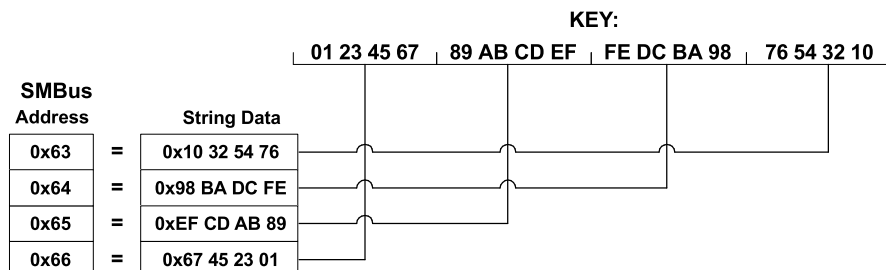 KEY:
01 23 45 67 89 AB CD EF FE DC BA 98 76 54 32 10
SMBus
Address String Data
0x63 = 0x10 32 54 76
0x64 = 0x98 BA DC FE
0x65 = 0xEF CD AB 89
0x66 = 0x67 45 23 01